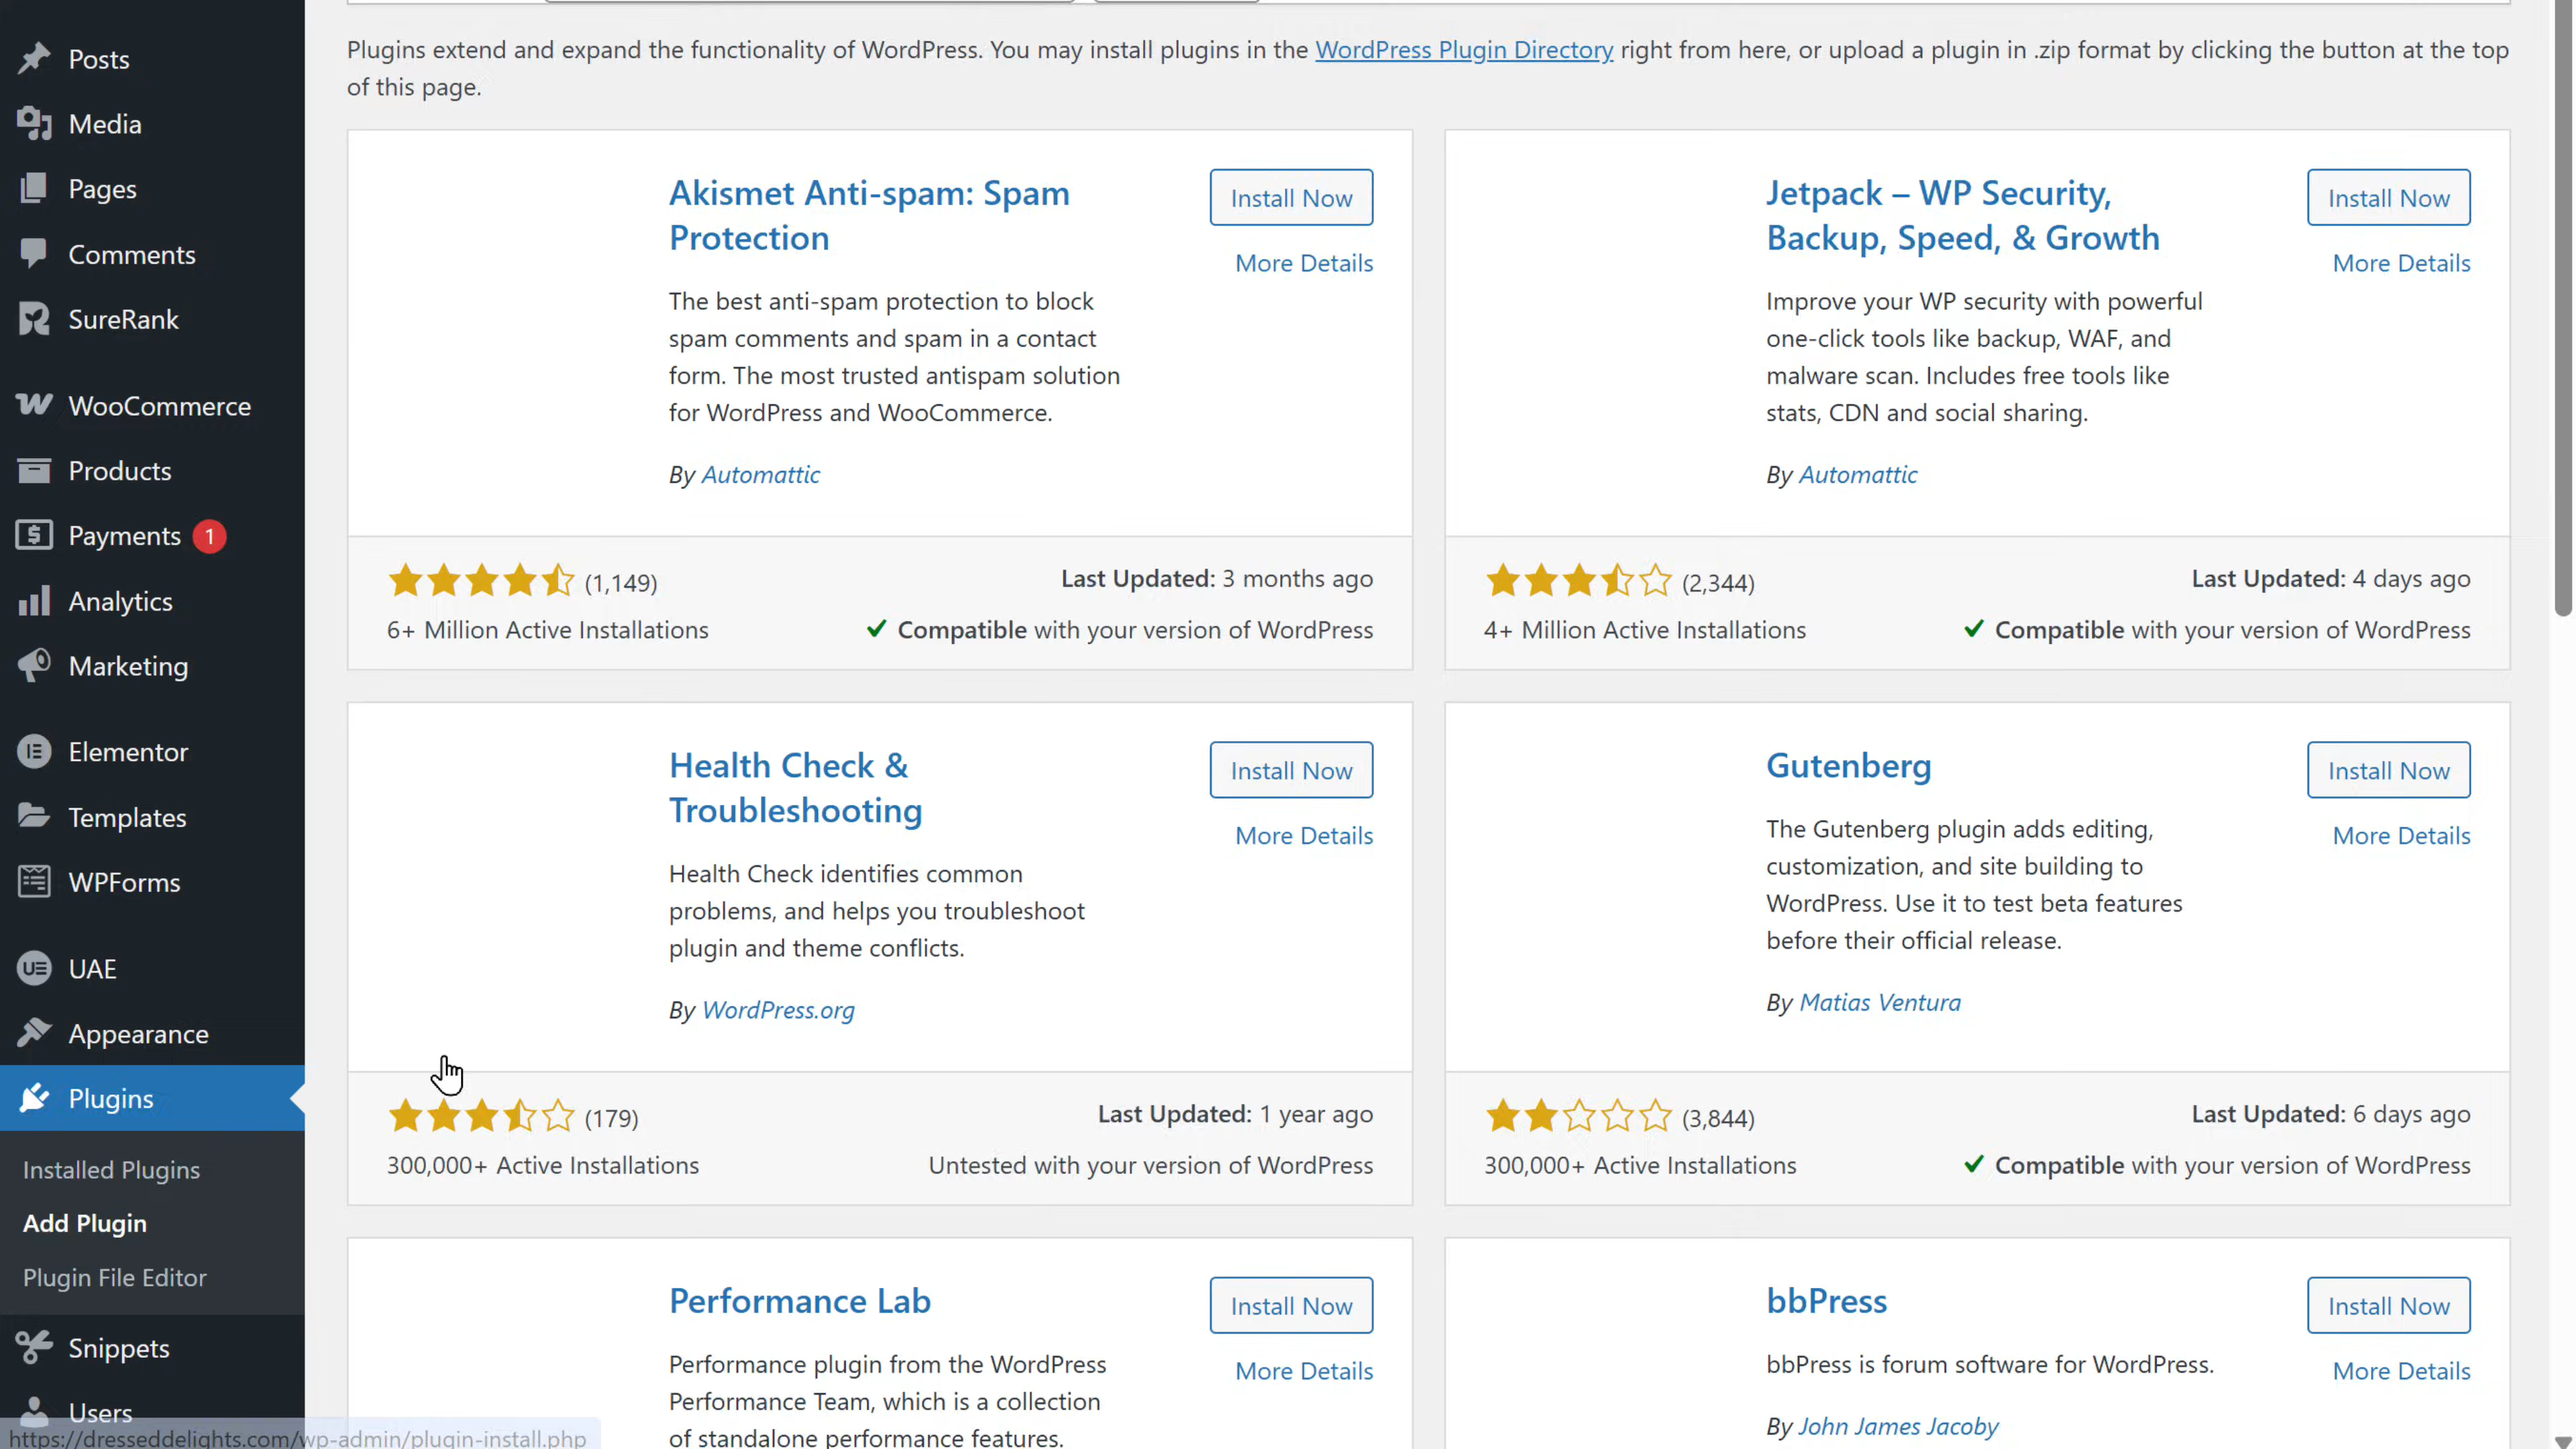 Posts
Media
Pages
Comments
SureRank
WooCommerce
Products
Payments 1
Analytics
Marketing
Elementor
Templates
WPForms
UAE
Appearance
Plugins
Installed Plugins
Add Plugin
Plugin File Editor
Snippets
Users
https://dresseddelights.com/wp-admin/plugin-install.php
Plugins extend and expand the functionality of WordPress. You may install plugins in the WordPress Plugin Directory right from here, or upload a plugin in .zip format by clicking the button at the top
of this page.
Akismet Anti-spam: Spam
Protection
Install Now
More Details
The best anti-spam protection to block
spam comments and spam in a contact
form. The most trusted antispam solution
for WordPress and WooCommerce.
By Automattic
(1,149)
Last Updated: 3 months ago
6+ Million Active Installations
Compatible with your version of WordPress
Jetpack – WP Security,
Backup, Speed, & Growth
Install Now
More Details
Improve your WP security with powerful
one-click tools like backup, WAF, and
malware scan. Includes free tools like
stats, CDN and social sharing.
By Automattic
(2,344)
Last Updated: 4 days ago
4+ Million Active Installations
Compatible with your version of WordPress
Health Check &
Troubleshooting
Install Now
More Details
Health Check identifies common
problems, and helps you troubleshoot
plugin and theme conflicts.
By WordPress.org
(179)
Last Updated: 1 year ago
300,000+ Active Installations
Untested with your version of WordPress
Gutenberg
Install Now
More Details
The Gutenberg plugin adds editing,
customization, and site building to
WordPress. Use it to test beta features
before their official release.
By Matias Ventura
(3,844)
Last Updated: 6 days ago
300,000+ Active Installations
Compatible with your version of WordPress
Performance Lab
Install Now
More Details
Performance plugin from the WordPress
Performance Team, which is a collection
of standalone performance features.
bbPress
Install Now
More Details
bbPress is forum software for WordPress.
By John James Jacoby